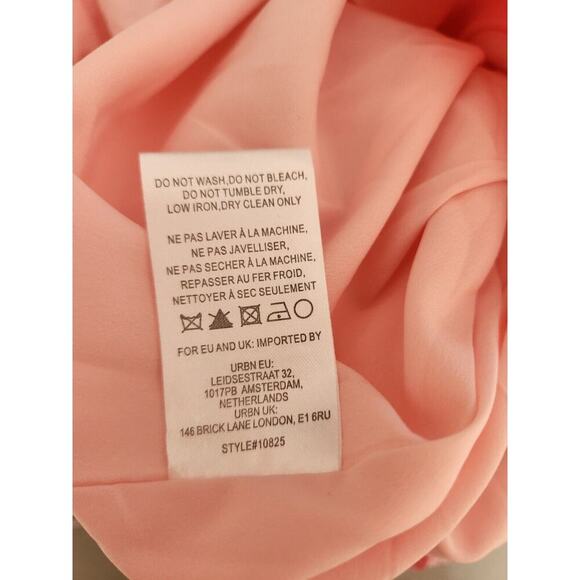 DO NOT WASH,DO NOT BLEACH,
DO NOT TUMBLE DRY,
LOW IRON,DRY CLEAN ONLY
NE PAS LAVER À LA MACHINE,
NE PAS JAVELLISER,
NE PAS SECHER À LA MACHINE,
REPASSER AU FER FROID,
NETTOYER À SEC SEULEMENT
FOR EU AND UK: IMPORTED BY
URBN EU:
LEIDSESTRAAT 32,
1017PB AMSTERDAM,
NETHERLANDS
URBN UK:
146 BRICK LANE LONDON, E1 6RU
STYLE#10825